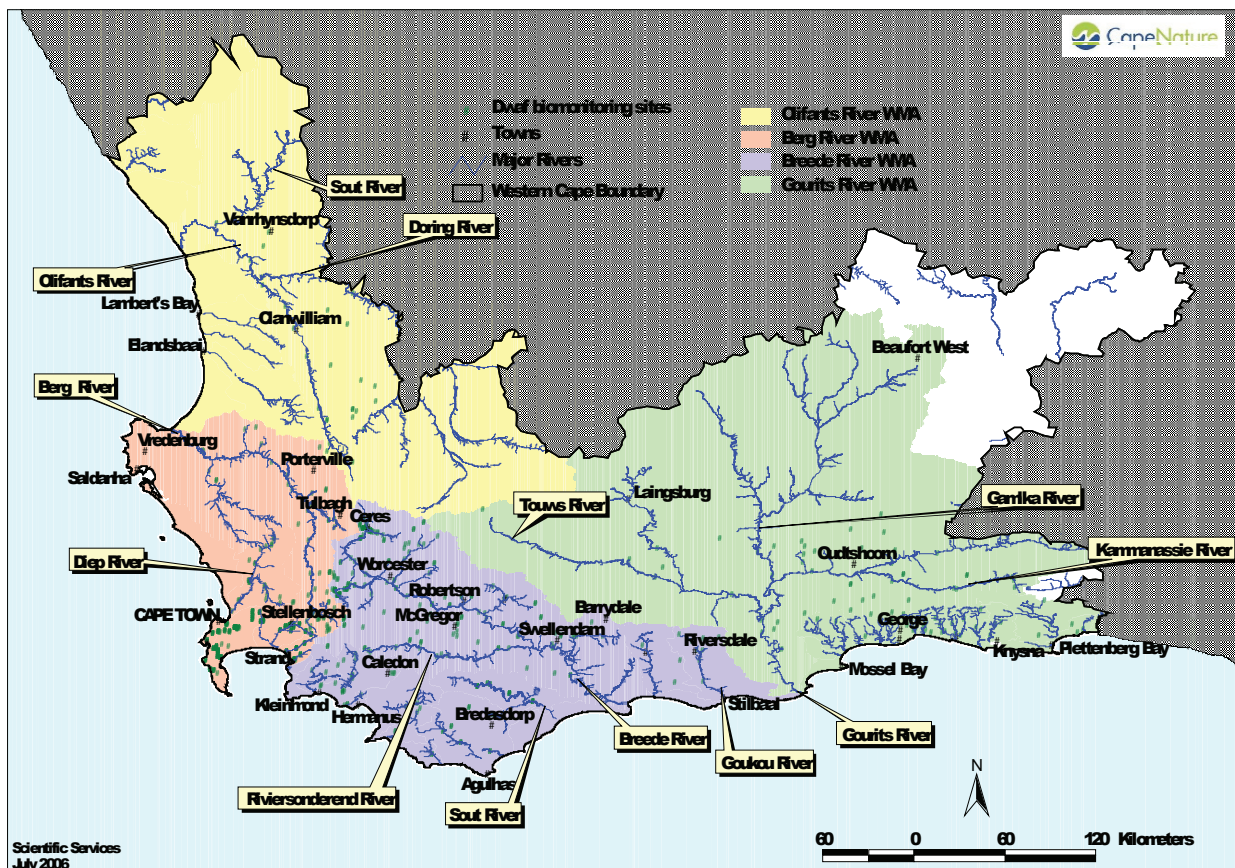 CapeNature
Dwaf biomonitoring sites
Towns
Major Rivers
Western Cape Boundary
Olifants River WMA
Berg River WMA
Breede River WMA
Gourits River WMA
Sout River
Vanrhynsdorp
Doring River
Olifants River
Lambert's Bay
Clanwilliam
Elandsbaai
Beaufort West
Berg River
Vredenburg
Porterville
Saldanha
Laingsburg
Tulbagh
Touws River
Gamka River
Ceres
Oudtshoorn
Kammanassie River
Diep River
Worcester
Robertson
CAPE TOWN
Stellenbosch
McGregor
Barrydale
George
Swellendam
Riversdale
Strand
Caledon
Knysna
Plettenberg Bay
Mossel Bay
Kleinmond
Hermanus
Bredasdorp
Stilbaai
Breede River
Gourits River
Goukou River
Agulhas
Riviersonderend River
Sout River
N
60 0 60 120 Kilometers
Scientific Services
July 2006